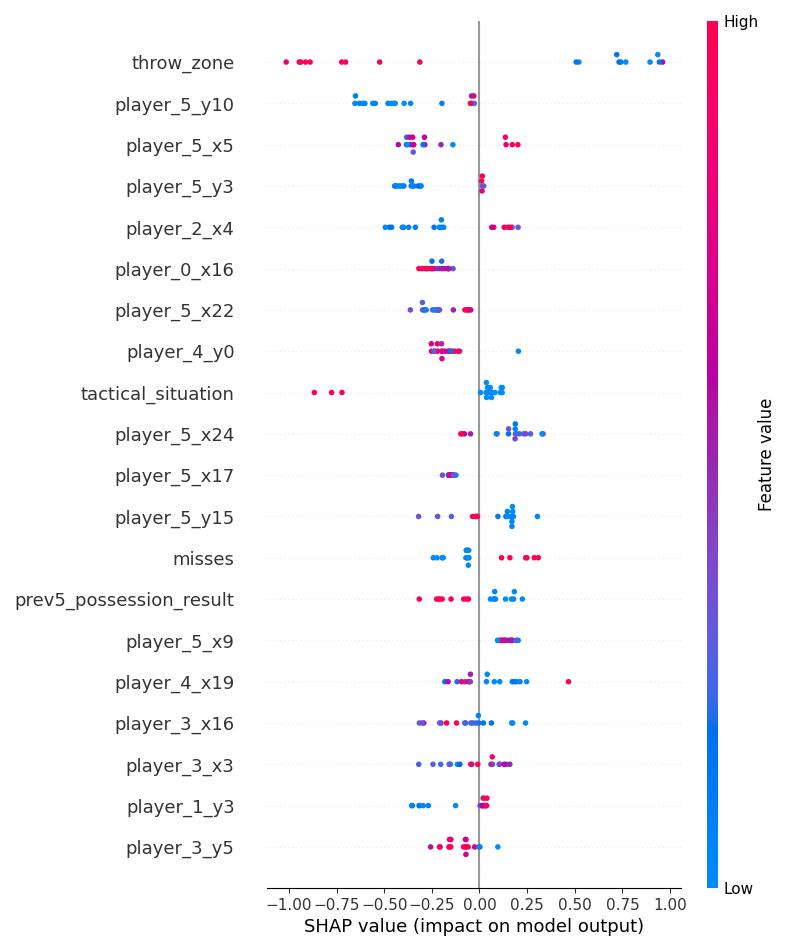 High
throw_zone
player_5_y10
player_5_x5
player_5_y3
player_2_x4
player_0_x16
player_5_x22
player_4_y0
tactical_situation
player_5_x24
player_5_x17
player_5_y15
misses
prev5_possession_result
player_5_x9
player_4_x19
player_3_x16
player_3_x3
player_1_y3
player_3_y5
Feature value
Low
−1.00 −0.75 −0.50 −0.25 0.00 0.25 0.50 0.75 1.00
SHAP value (impact on model output)